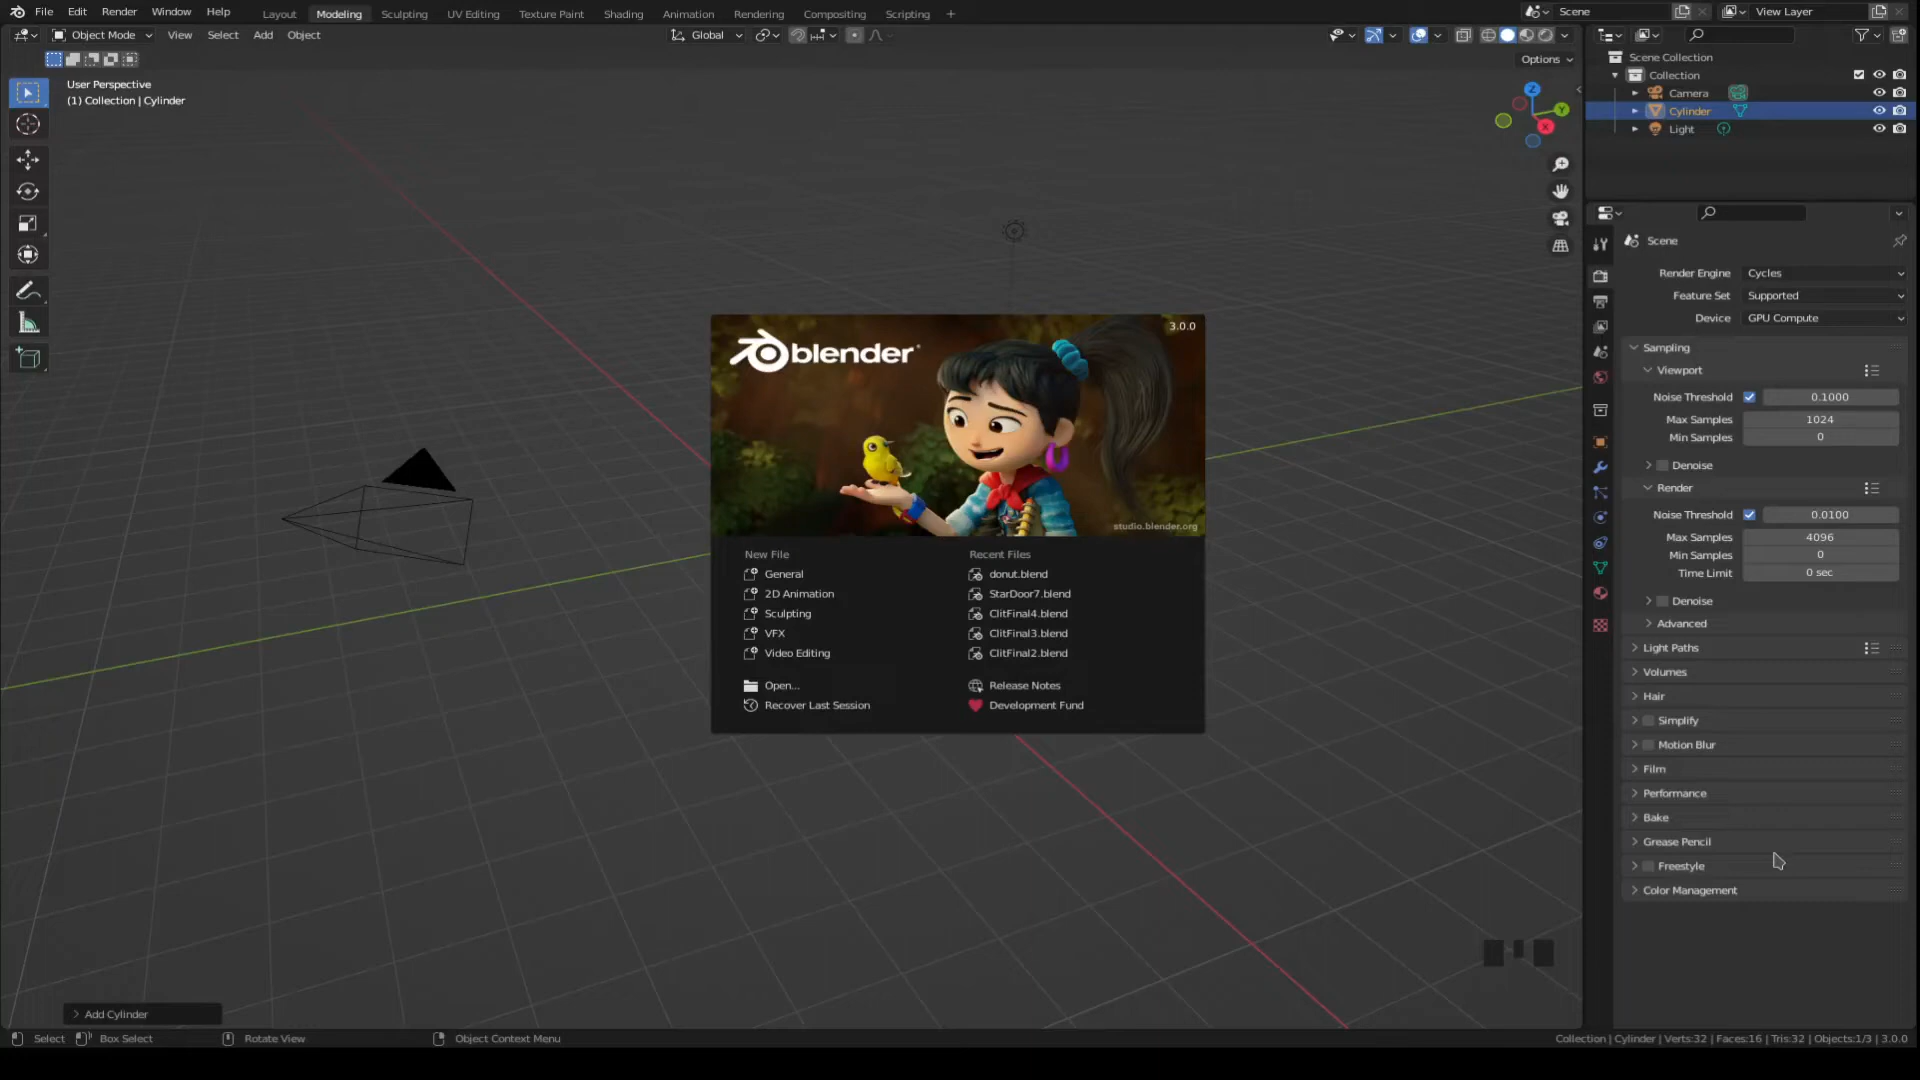 File Edit Render Window Help
Layout Modeling Sculpting UV Editing Texture Paint Shading Animation Rendering Compositing Scripting +
Scene
View Layer
Object Mode View Select Add Object
Global
Options
User Perspective
(1) Collection | Cylinder
Z
Y
X
Scene Collection
Collection
Camera
Cylinder
Light
Scene
Render Engine Cycles
Feature Set Supported
Device GPU Compute
Sampling
Viewport
Noise Threshold 0.1000
Max Samples 1024
Min Samples 0
Denoise
Render
Noise Threshold 0.0100
Max Samples 4096
Min Samples 0
Time Limit 0 sec
Denoise
Advanced
Light Paths
Volumes
Hair
Simplify
Motion Blur
Film
Performance
Bake
Grease Pencil
Freestyle
Color Management
3.0.0
blender
studio.blender.org
New File
General
2D Animation
Sculpting
VFX
Video Editing
Open...
Recover Last Session
Recent Files
donut.blend
StarDoor7.blend
ClitFinal4.blend
ClitFinal3.blend
ClitFinal2.blend
Release Notes
Development Fund
Add Cylinder
Select Box Select Rotate View Object Context Menu
Collection | Cylinder | Verts:32 | Faces:16 | Tris:32 | Objects:1/3 | 3.0.0